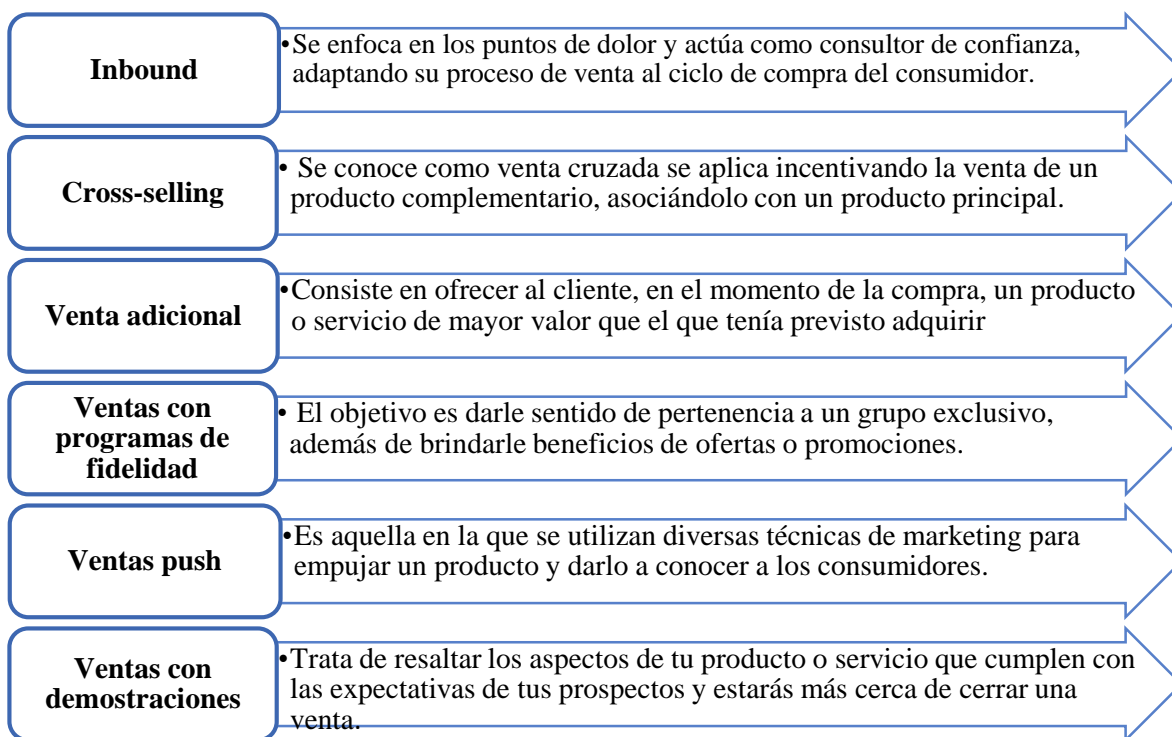 Inbound
•Se enfoca en los puntos de dolor y actúa como consultor de confianza,
adaptando su proceso de venta al ciclo de compra del consumidor.
Cross-selling
• Se conoce como venta cruzada se aplica incentivando la venta de un
producto complementario, asociándolo con un producto principal.
Venta adicional
•Consiste en ofrecer al cliente, en el momento de la compra, un producto
o servicio de mayor valor que el que tenía previsto adquirir
Ventas con
programas de
fidelidad
• El objetivo es darle sentido de pertenencia a un grupo exclusivo,
además de brindarle beneficios de ofertas o promociones.
Ventas push
•Es aquella en la que se utilizan diversas técnicas de marketing para
empujar un producto y darlo a conocer a los consumidores.
Ventas con
demostraciones
•Trata de resaltar los aspectos de tu producto o servicio que cumplen con
las expectativas de tus prospectos y estarás más cerca de cerrar una
venta.